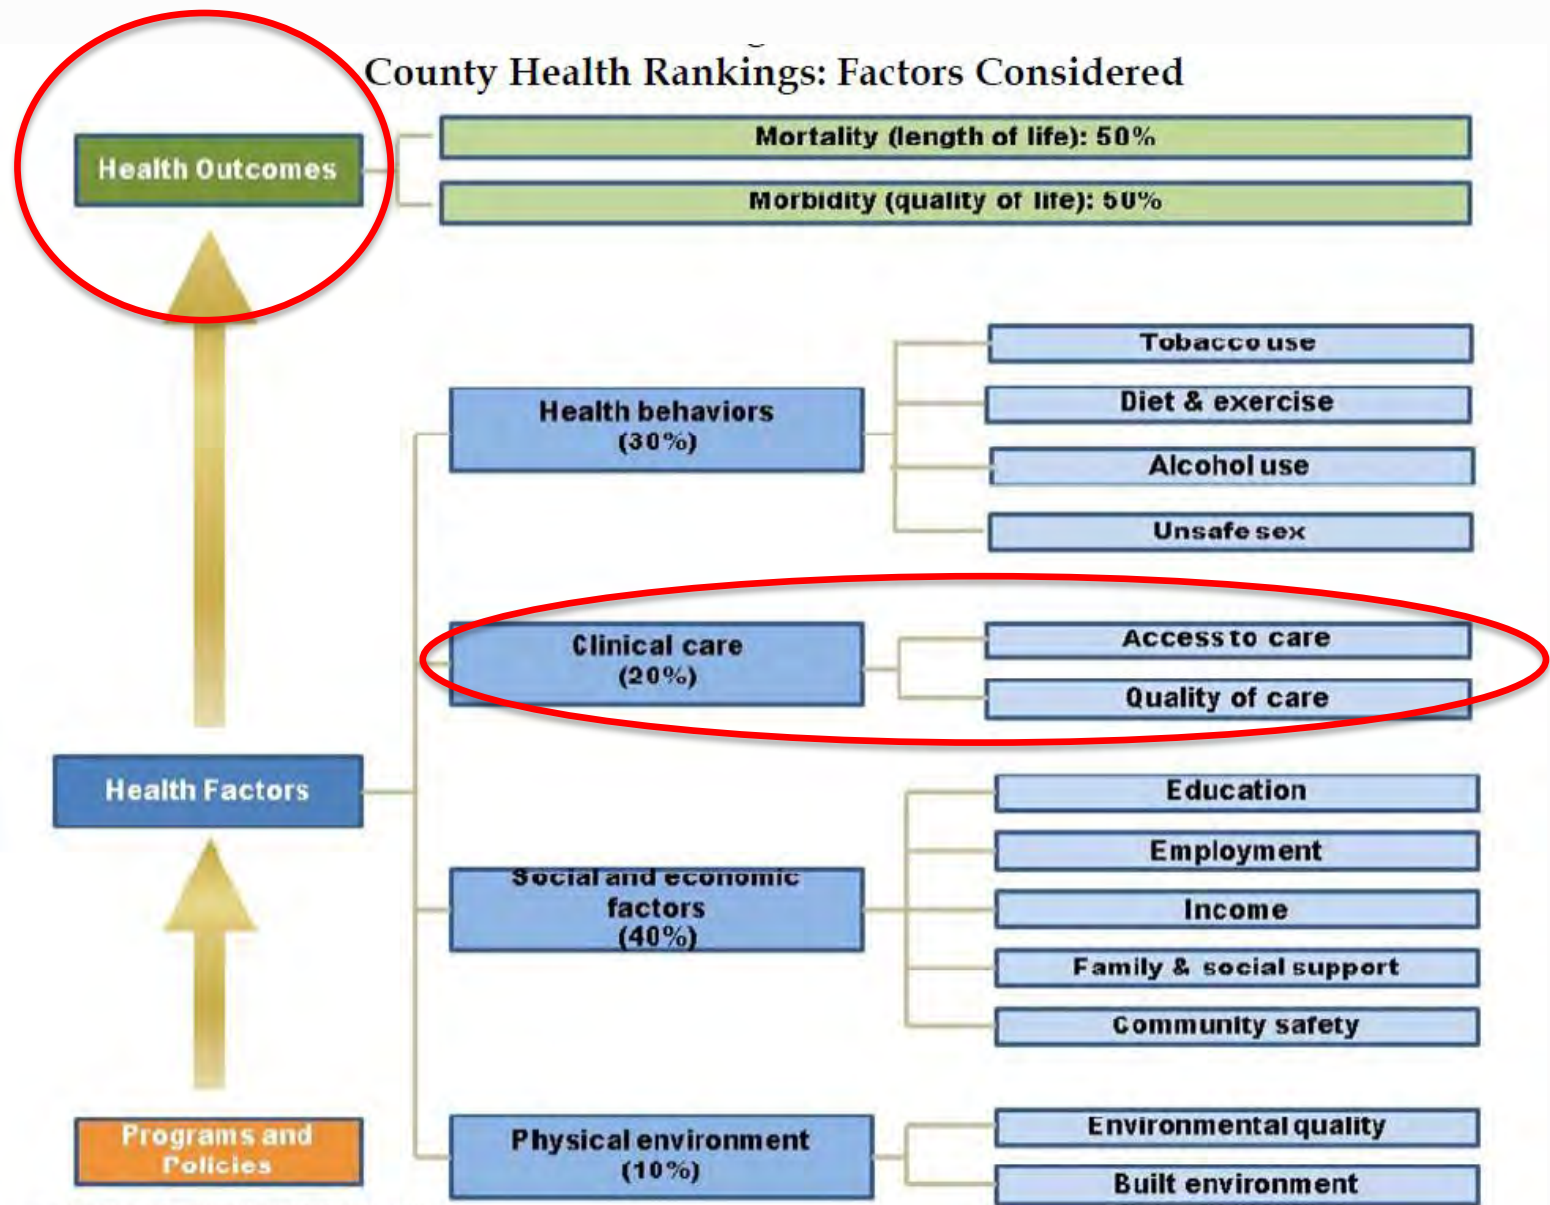 County Health Rankings: Factors Considered
Health Outcomes
Mortality (length of life): 50%
Morbidity (quality of life): 50%
Tobacco use
Health behaviors
(30%)
Diet & exercise
Alcohol use
Unsafe sex
Clinical care
(20%)
Access to care
Quality of care
Health Factors
Education
Employment
Social and economic
factors
(40%)
Income
Family & social support
Community safety
Programs and
Policies
Physical environment
(10%)
Environmental quality
Built environment